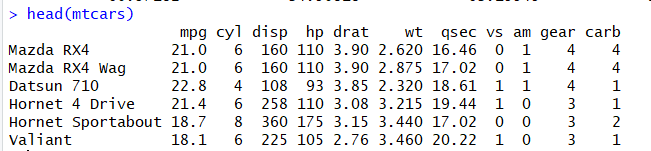 > head(mtcars)
                   mpg cyl disp  hp drat    wt  qsec vs am gear carb
Mazda RX4         21.0   6  160 110 3.90 2.620 16.46  0  1    4    4
Mazda RX4 Wag     21.0   6  160 110 3.90 2.875 17.02  0  1    4    4
Datsun 710        22.8   4  108  93 3.85 2.320 18.61  1  1    4    1
Hornet 4 Drive    21.4   6  258 110 3.08 3.215 19.44  1  0    3    1
Hornet Sportabout 18.7   8  360 175 3.15 3.440 17.02  0  0    3    2
Valiant           18.1   6  225 105 2.76 3.460 20.22  1  0    3    1